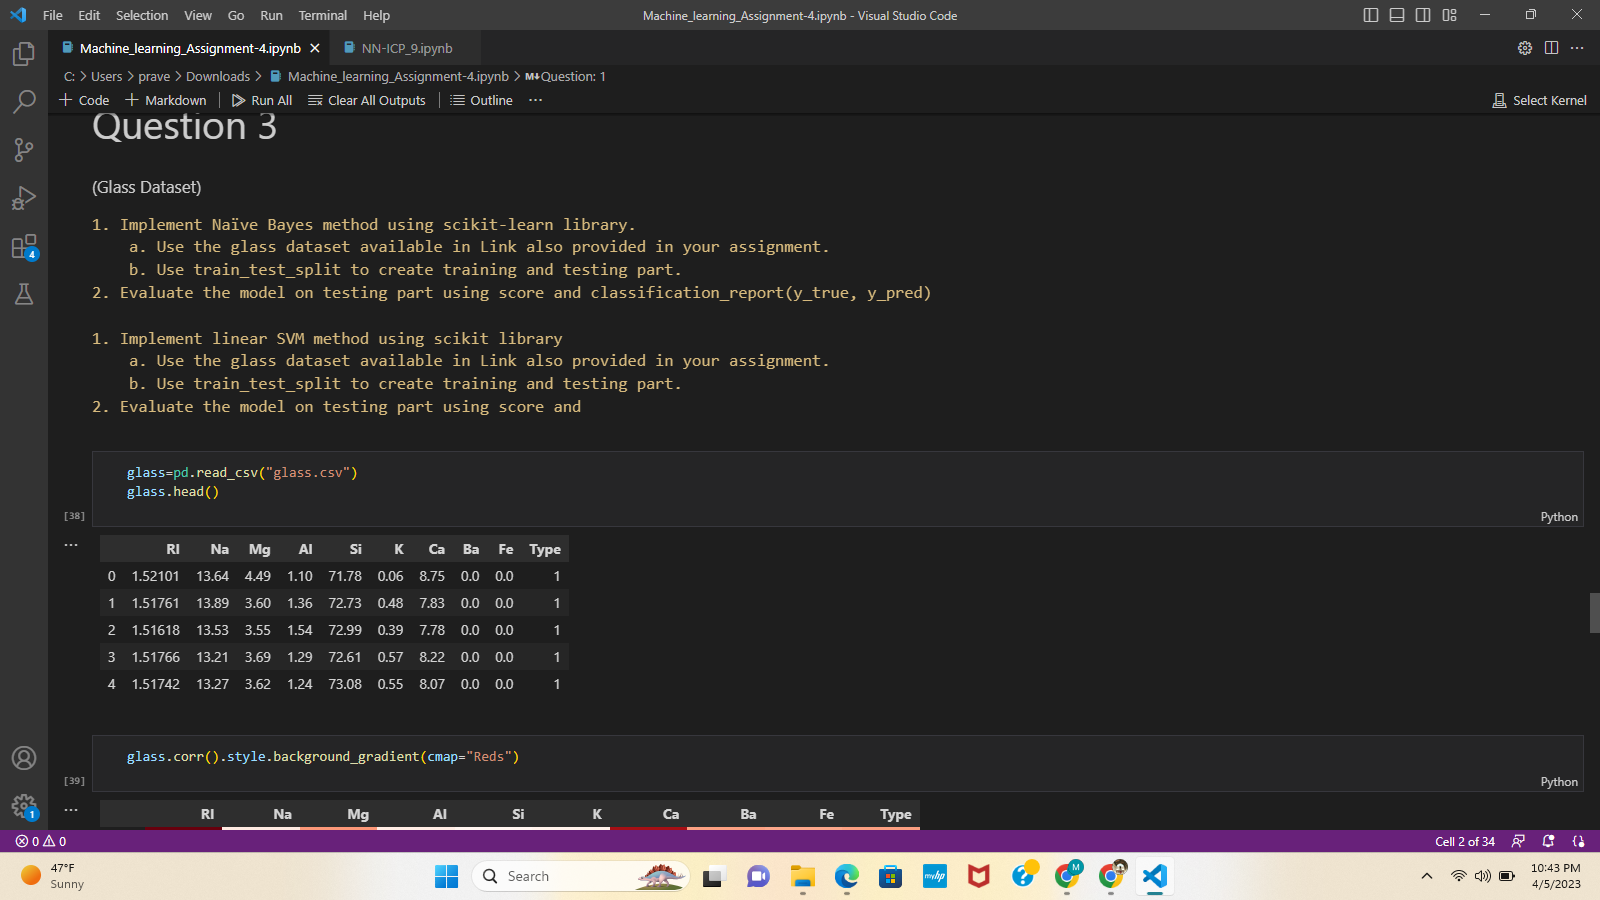 File Edit Selection View Go Run Terminal Help
Machine_learning_Assignment-4.ipynb - Visual Studio Code
Machine_learning_Assignment-4.ipynb
NN-ICP_9.ipynb
C: > Users > prave > Downloads > Machine_learning_Assignment-4.ipynb > M↓Question: 1
+ Code + Markdown Run All Clear All Outputs Outline ...
Select Kernel
Question 3
(Glass Dataset)
1. Implement Naïve Bayes method using scikit-learn library.
a. Use the glass dataset available in Link also provided in your assignment.
b. Use train_test_split to create training and testing part.
2. Evaluate the model on testing part using score and classification_report(y_true, y_pred)
1. Implement linear SVM method using scikit library
a. Use the glass dataset available in Link also provided in your assignment.
b. Use train_test_split to create training and testing part.
2. Evaluate the model on testing part using score and
glass=pd.read_csv("glass.csv")
glass.head()
[38]
Python
RI Na Mg Al Si K Ca Ba Fe Type
0 1.52101 13.64 4.49 1.10 71.78 0.06 8.75 0.0 0.0 1
1 1.51761 13.89 3.60 1.36 72.73 0.48 7.83 0.0 0.0 1
2 1.51618 13.53 3.55 1.54 72.99 0.39 7.78 0.0 0.0 1
3 1.51766 13.21 3.69 1.29 72.61 0.57 8.22 0.0 0.0 1
4 1.51742 13.27 3.62 1.24 73.08 0.55 8.07 0.0 0.0 1
glass.corr().style.background_gradient(cmap="Reds")
[39]
Python
RI Na Mg Al Si K Ca Ba Fe Type
4
1
0 0
Cell 2 of 34
47°F
Sunny
Search
myhp
M
10:43 PM
4/5/2023